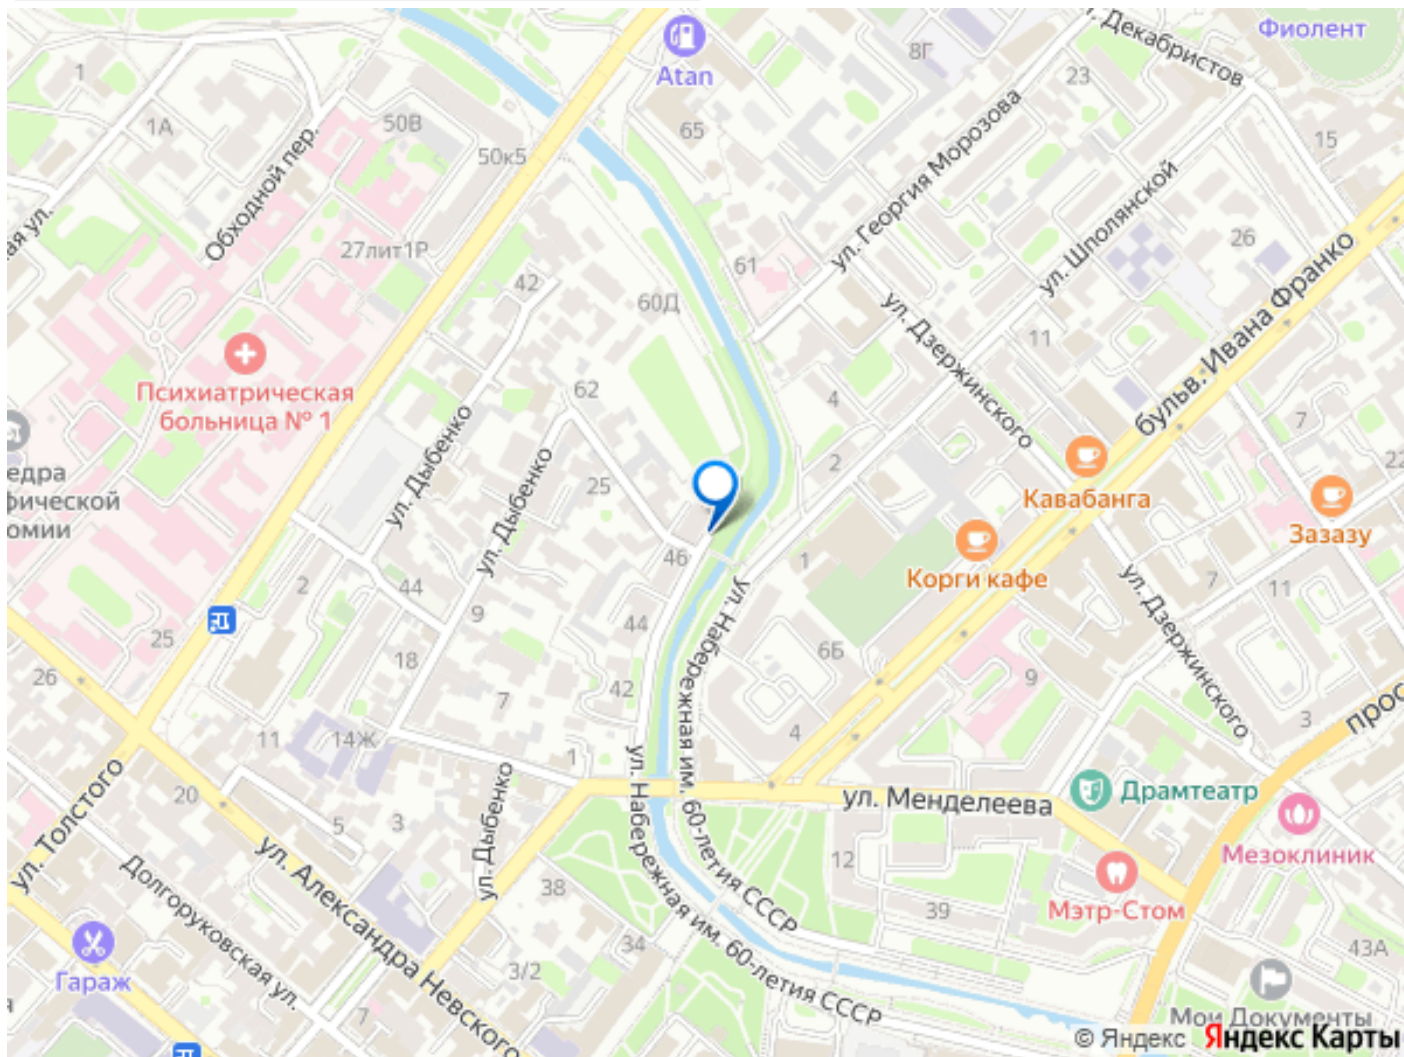 ул. Декабристов
Фиолент
Atan
8Г
23
1
1А
50В
65
50к5
15
Обходной пер.
ул. Георгия Морозова
ул. Шполянской
26
27лит1Р
61
42
60Д
ул. Дзержинского
11
бульв. Ивана Франко
Психиатрическая
больница № 1
62
4
7
ул. Дыбенко
2
22
Кавабанга
ул. Дыбенко
25
Зазазу
едра
фической
омии
46
1
Корги кафе
ул. Дзержинского
7
11
2
44
9
44
ул. Набережная им. 60-летия СССР
25
18
6Б
9
26
7
42
3
11
14Ж
1
4
ул. Набережная им. 60-летия СССР
ул. Толстого
20
5
3
ул. Дыбенко
ул. Менделеева
Драмтеатр
Мезоклиник
ул. Александра Невского
Долгоруковская ул.
38
12
39
Мэтр-Стом
Гараж
34
3/2
43А
7
Мои Документы
© Яндекс Яндекс Карты